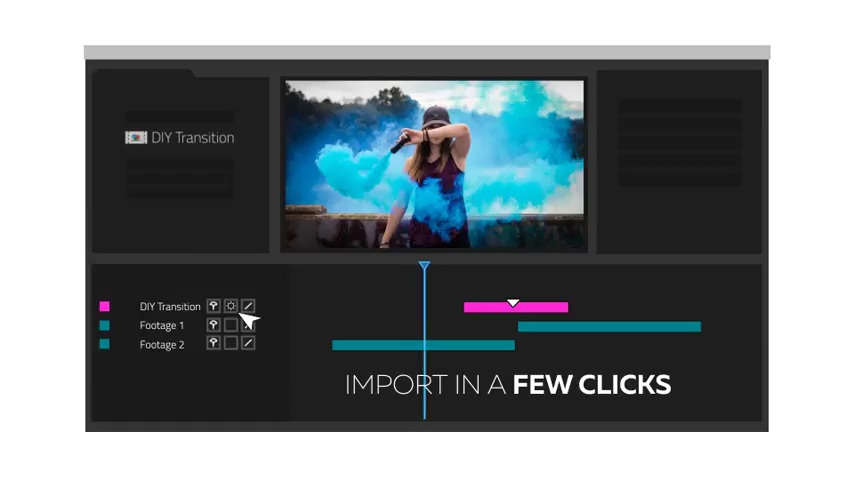 DIY Transition
DIY Transition
Footage 1
Footage 2
IMPORT IN A FEW CLICKS